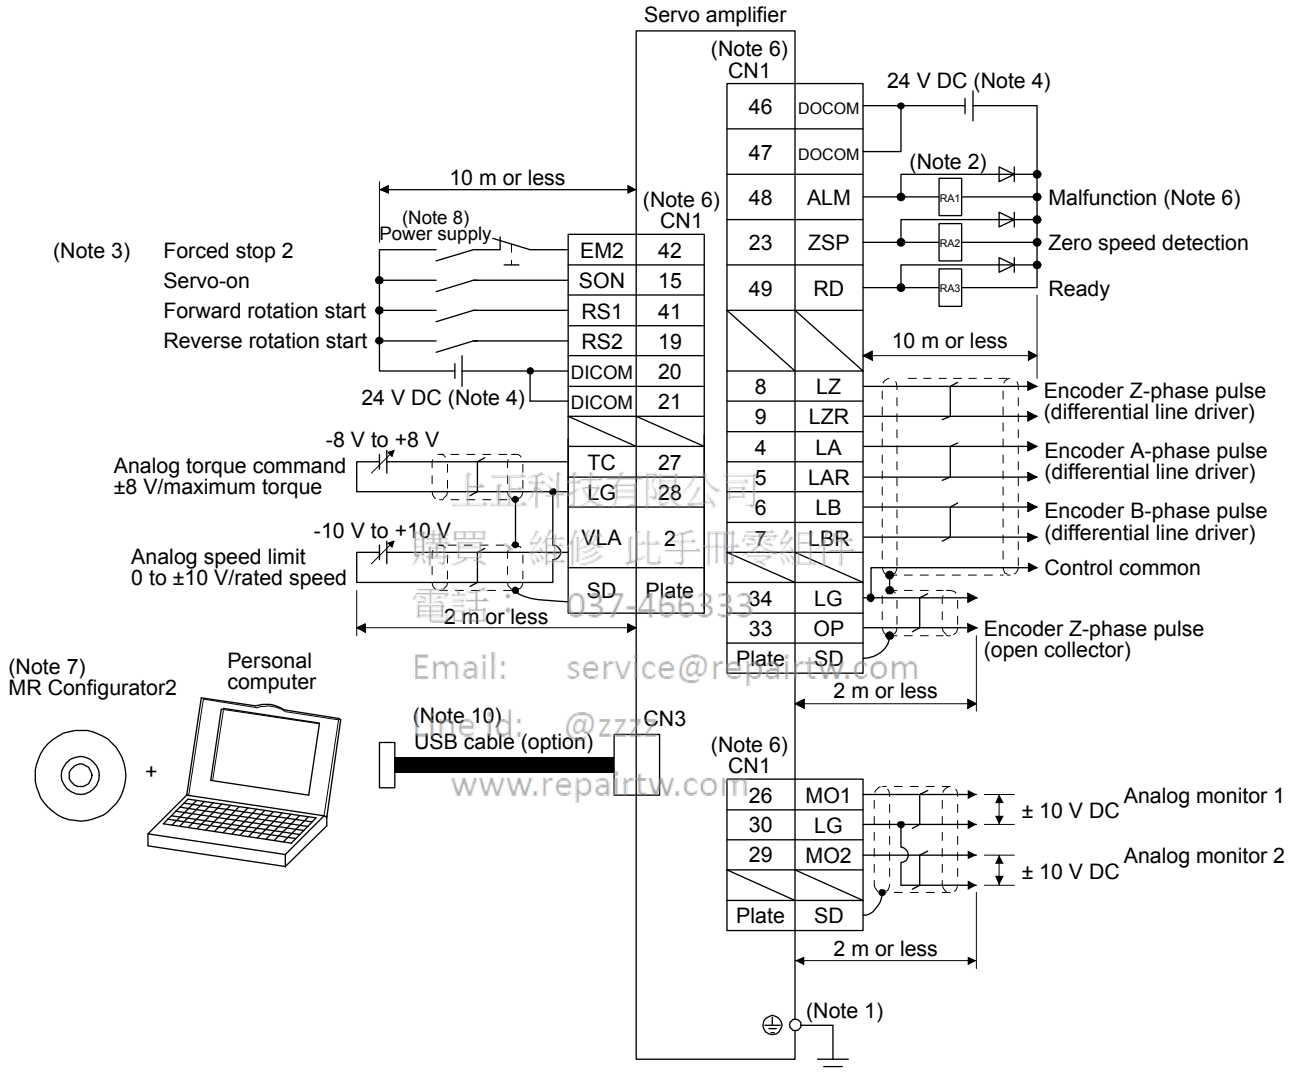 Servo amplifier
(Note 6)
CN1
24 V DC (Note 4)
46 DOCOM
47 DOCOM
(Note 2)
48 ALM RA1 Malfunction (Note 6)
23 ZSP RA2 Zero speed detection
49 RD RA3 Ready
10 m or less
10 m or less
(Note 6)
CN1
(Note 8)
Power supply
(Note 3) Forced stop 2 EM2 42
Servo-on SON 15
Forward rotation start RS1 41
Reverse rotation start RS2 19
DICOM 20
24 V DC (Note 4) DICOM 21
-8 V to +8 V
Analog torque command
±8 V/maximum torque
TC 27
LG 28
-10 V to +10 V
Analog speed limit
0 to ±10 V/rated speed
VLA 2
SD Plate
2 m or less
8 LZ Encoder Z-phase pulse
9 LZR (differential line driver)
4 LA Encoder A-phase pulse
5 LAR (differential line driver)
6 LB Encoder B-phase pulse
7 LBR (differential line driver)
Control common
34 LG
33 OP Encoder Z-phase pulse
(open collector)
Plate SD
2 m or less
上正科技有限公司
購買、維修 此手冊零組件
電話： 037-466333
Email: service@repairtw.com
Line id: @zzzz
www.repairtw.com
(Note 7)
MR Configurator2
+
Personal
computer
(Note 10)
USB cable (option)
CN3
(Note 6)
CN1
26 MO1 ± 10 V DC Analog monitor 1
30 LG
29 MO2 ± 10 V DC Analog monitor 2
Plate SD
2 m or less
(Note 1)